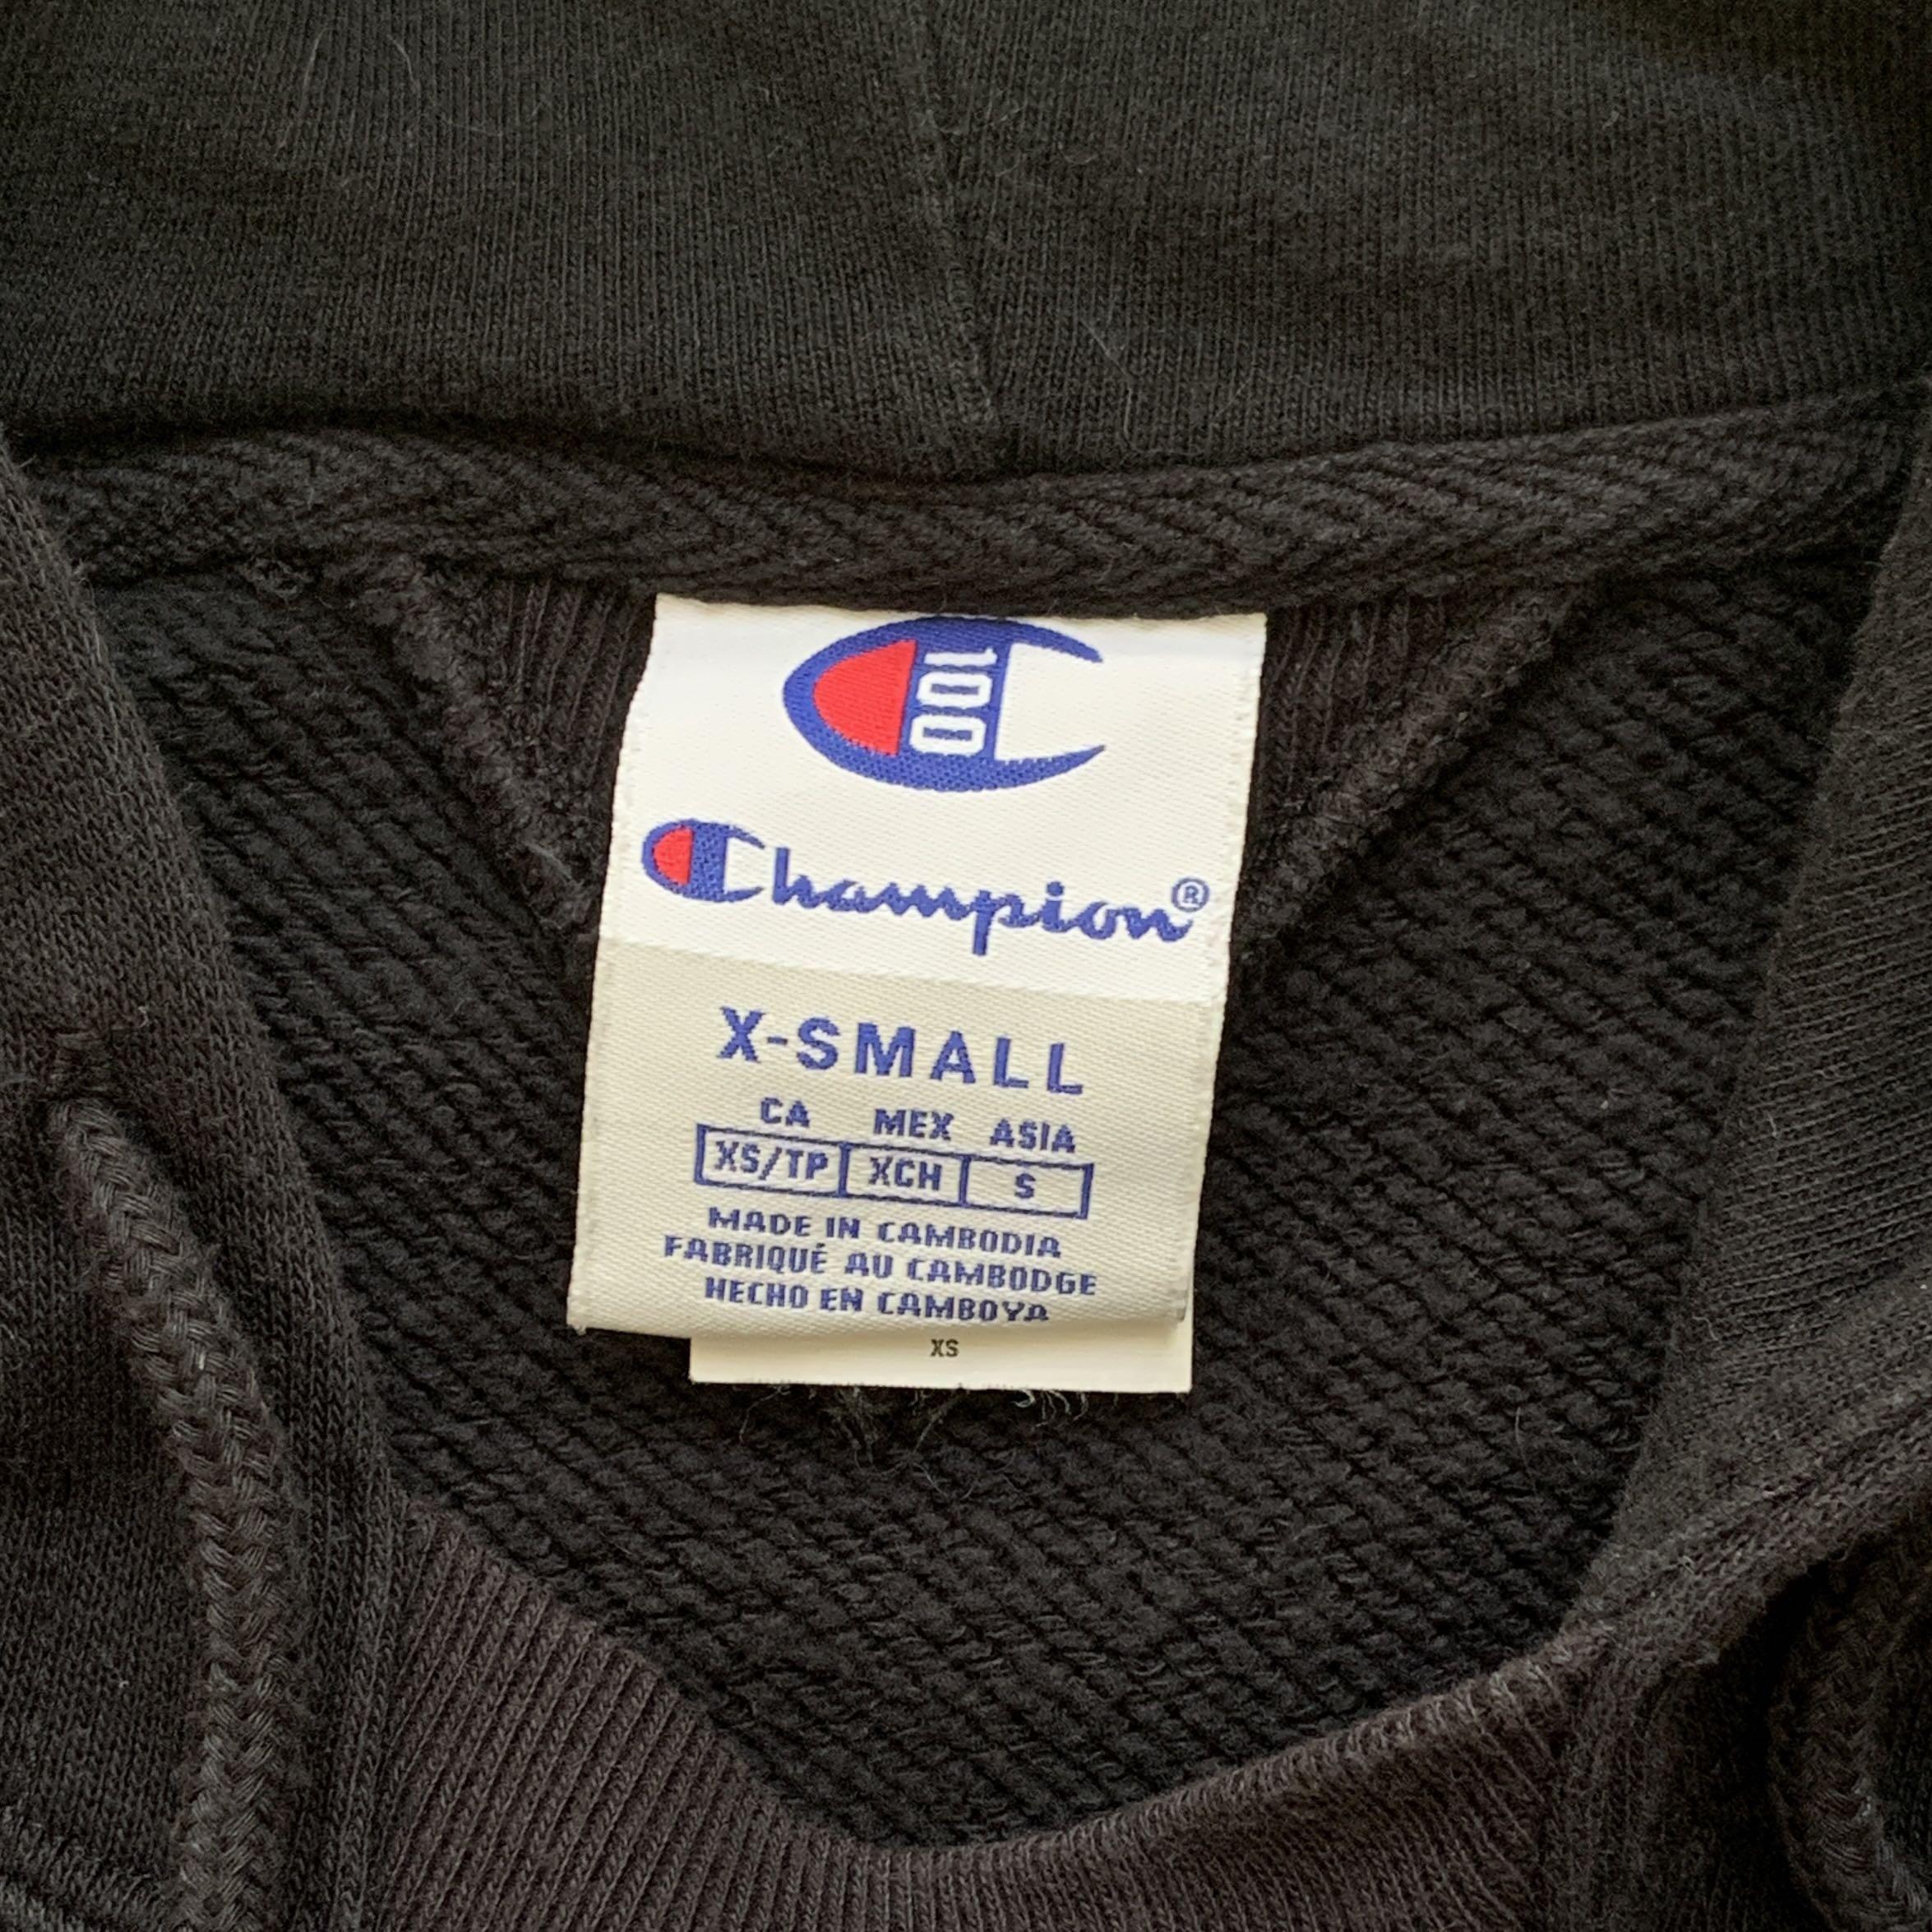 100
Champion®
X-SMALL
CA MEX ASIA
XS/TP XCH S
MADE IN CAMBODIA
FABRIQUÉ AU CAMBODGE
HECHO EN CAMBOYA
XS